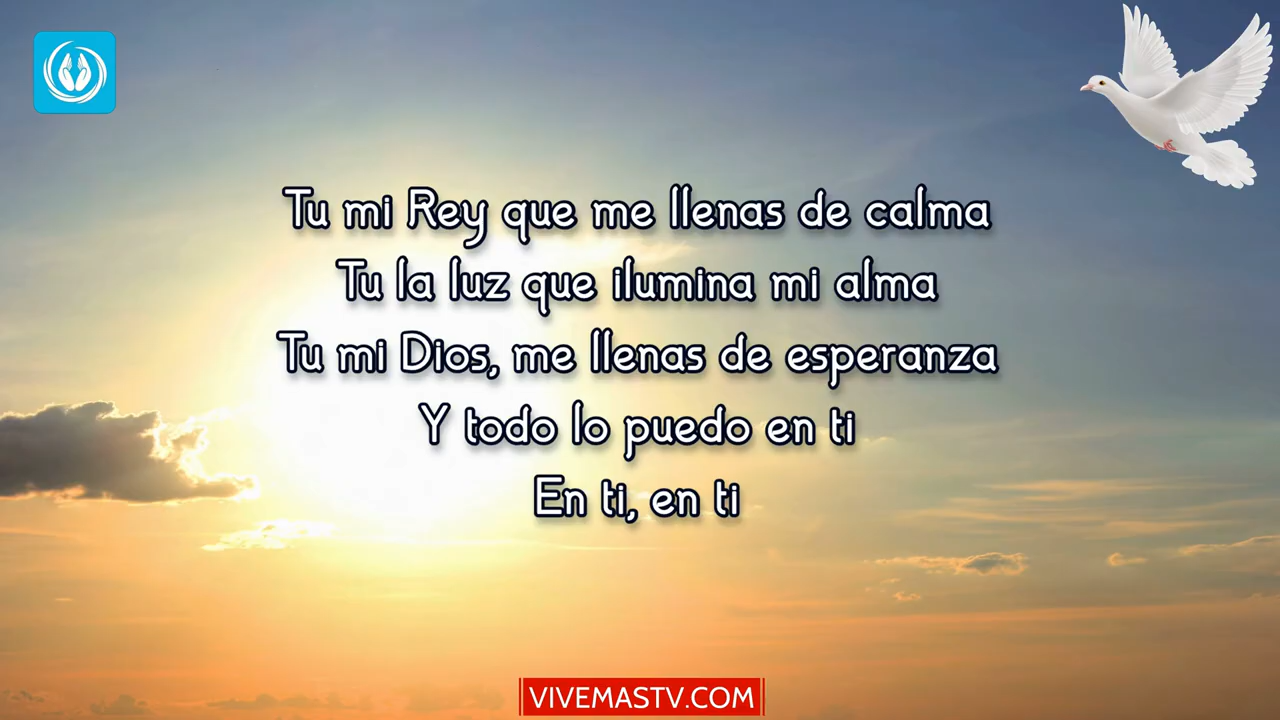 Tu mi Rey que me llenas de calma
Tu la luz que ilumina mi alma
Tu mi Dios, me llenas de esperanza
Y todo lo puedo en ti
En ti, en ti
VIVEMASTV.COM